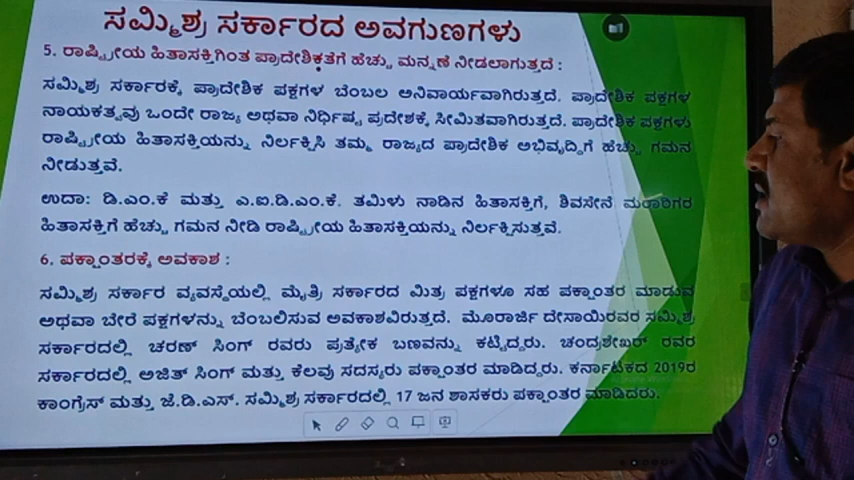 ಸಮ್ಮಿಶ್ರ ಸರ್ಕಾರದ ಅವಗುಣಗಳು
5. ರಾಷ್ಟ್ರೀಯ ಹಿತಾಸಕ್ತಿಗಿಂತ ಪ್ರಾದೇಶಿಕತೆಗೆ ಹೆಚ್ಚು ಮನ್ನಣೆ ನೀಡಲಾಗುತ್ತದೆ :
ಸಮ್ಮಿಶ್ರ ಸರ್ಕಾರಕ್ಕೆ ಪ್ರಾದೇಶಿಕ ಪಕ್ಷಗಳ ಬೆಂಬಲ ಅನಿವಾರ್ಯವಾಗಿರುತ್ತದೆ. ಪ್ರಾದೇಶಿಕ ಪಕ್ಷಗಳ
ನಾಯಕತ್ವವು ಒಂದೇ ರಾಜ್ಯ ಅಥವಾ ನಿರ್ಧಿಷ್ಟ ಪ್ರದೇಶಕ್ಕೆ ಸೀಮಿತವಾಗಿರುತ್ತದೆ. ಪ್ರಾದೇಶಿಕ ಪಕ್ಷಗಳು
ರಾಷ್ಟ್ರೀಯ ಹಿತಾಸಕ್ತಿಯನ್ನು ನಿರ್ಲಕ್ಷಿಸಿ ತಮ್ಮ ರಾಜ್ಯದ ಪ್ರಾದೇಶಿಕ ಅಭಿವೃದ್ಧಿಗೆ ಹೆಚ್ಚು ಗಮನ
ನೀಡುತ್ತವೆ.
ಉದಾ: ಡಿ.ಎಂ.ಕೆ ಮತ್ತು ಎ.ಐ.ಡಿ.ಎಂ.ಕೆ. ತಮಿಳು ನಾಡಿನ ಹಿತಾಸಕ್ತಿಗೆ, ಶಿವಸೇನೆ ಮರಾಠಿಗರ
ಹಿತಾಸಕ್ತಿಗೆ ಹೆಚ್ಚು ಗಮನ ನೀಡಿ ರಾಷ್ಟ್ರೀಯ ಹಿತಾಸಕ್ತಿಯನ್ನು ನಿರ್ಲಕ್ಷಿಸುತ್ತವೆ.
6. ಪಕ್ಷಾಂತರಕ್ಕೆ ಅವಕಾಶ :
ಸಮ್ಮಿಶ್ರ ಸರ್ಕಾರ ವ್ಯವಸ್ಥೆಯಲ್ಲಿ ಮೈತ್ರಿ ಸರ್ಕಾರದ ಮಿತ್ರ ಪಕ್ಷಗಳೂ ಸಹ ಪಕ್ಷಾಂತರ ಮಾಡುವ
ಅಥವಾ ಬೇರೆ ಪಕ್ಷಗಳನ್ನು ಬೆಂಬಲಿಸುವ ಅವಕಾಶವಿರುತ್ತದೆ. ಮೊರಾರ್ಜಿ ದೇಸಾಯಿರವರ ಸಮ್ಮಿಶ್ರ
ಸರ್ಕಾರದಲ್ಲಿ ಚರಣ್ ಸಿಂಗ್ ರವರು ಪ್ರತ್ಯೇಕ ಬಣವನ್ನು ಕಟ್ಟಿದ್ದರು. ಚಂದ್ರಶೇಖರ್ ರವರ
ಸರ್ಕಾರದಲ್ಲಿ ಅಜಿತ್ ಸಿಂಗ್ ಮತ್ತು ಕೆಲವು ಸದಸ್ಯರು ಪಕ್ಷಾಂತರ ಮಾಡಿದ್ದರು. ಕರ್ನಾಟಕದ 2019ರ
ಕಾಂಗ್ರೆಸ್ ಮತ್ತು ಜೆ.ಡಿ.ಎಸ್. ಸಮ್ಮಿಶ್ರ ಸರ್ಕಾರದಲ್ಲಿ 17 ಜನ ಶಾಸಕರು ಪಕ್ಷಾಂತರ ಮಾಡಿದರು.